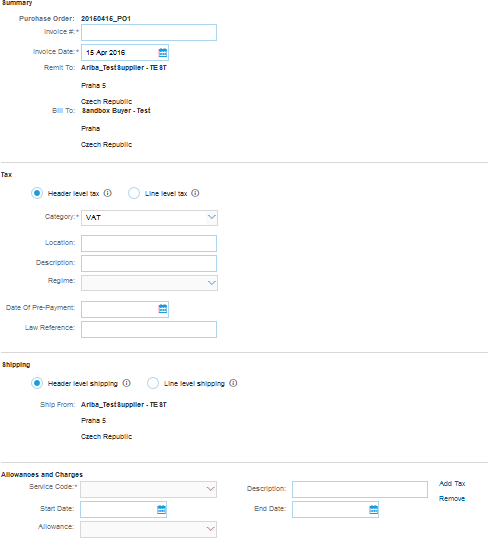 Summary
Purchase Order: 20160415_PO1
Invoice #:*
Invoice Date:* 15 Apr 2016
Remit To: Ariba_TestSupplier - TEST
Praha 5
Czech Republic
Bill To: Sandbox Buyer - Test
Praha
Czech Republic
Tax
Header level tax Line level tax
Category:* VAT
Location:
Description:
Regime:
Date Of Pre-Payment:
Law Reference:
Shipping
Header level shipping Line level shipping
Ship From: Ariba_TestSupplier - TEST
Praha 5
Czech Republic
Allowances and Charges
Service Code:* Description: Add Tax
Remove
Start Date: End Date:
Allowance: